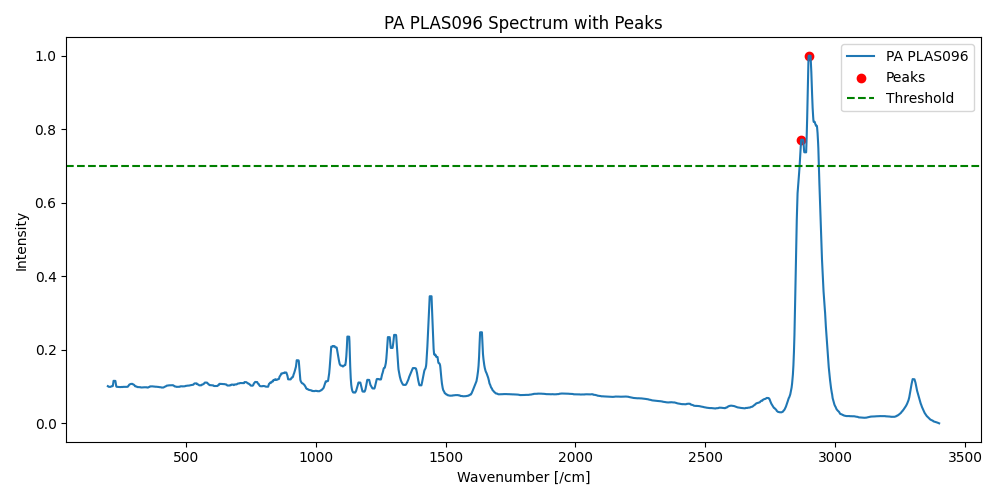 PA PLAS096 Spectrum with Peaks
1.0
0.8
0.6
0.4
0.2
0.0
Intensity
PA PLAS096
Peaks
Threshold
500
1000
1500
2000
2500
3000
3500
Wavenumber [/cm]